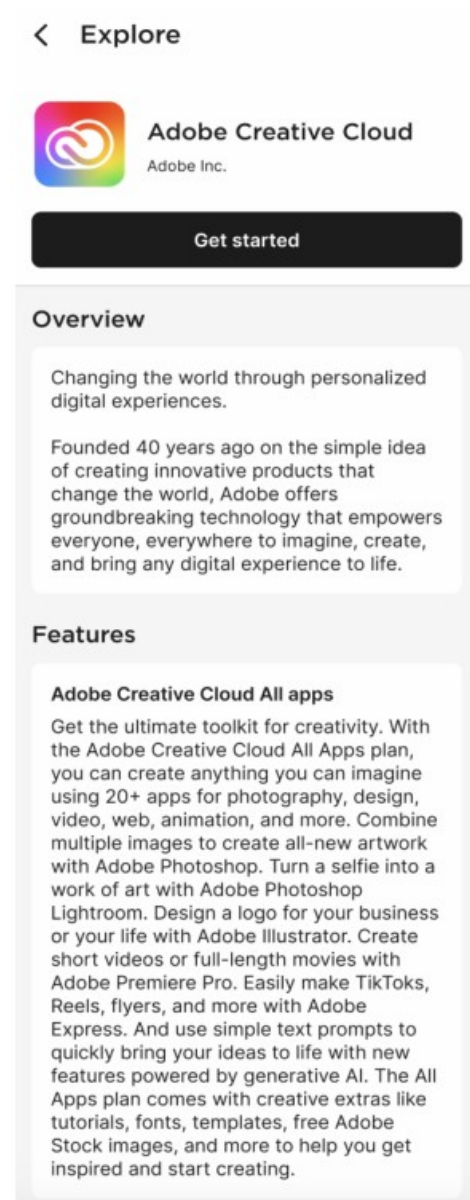 Explore
Adobe Creative Cloud
Adobe Inc.
Get started
Overview
Changing the world through personalized
digital experiences.
Founded 40 years ago on the simple idea
of creating innovative products that
change the world, Adobe offers
groundbreaking technology that empowers
everyone, everywhere to imagine, create,
and bring any digital experience to life.
Features
Adobe Creative Cloud All apps
Get the ultimate toolkit for creativity. With
the Adobe Creative Cloud All Apps plan,
you can create anything you can imagine
using 20+ apps for photography, design,
video, web, animation, and more. Combine
multiple images to create all-new artwork
with Adobe Photoshop. Turn a selfie into a
work of art with Adobe Photoshop
Lightroom. Design a logo for your business
or your life with Adobe Illustrator. Create
short videos or full-length movies with
Adobe Premiere Pro. Easily make TikToks,
Reels, flyers, and more with Adobe
Express. And use simple text prompts to
quickly bring your ideas to life with new
features powered by generative AI. The All
Apps plan comes with creative extras like
tutorials, fonts, templates, free Adobe
Stock images, and more to help you get
inspired and start creating.